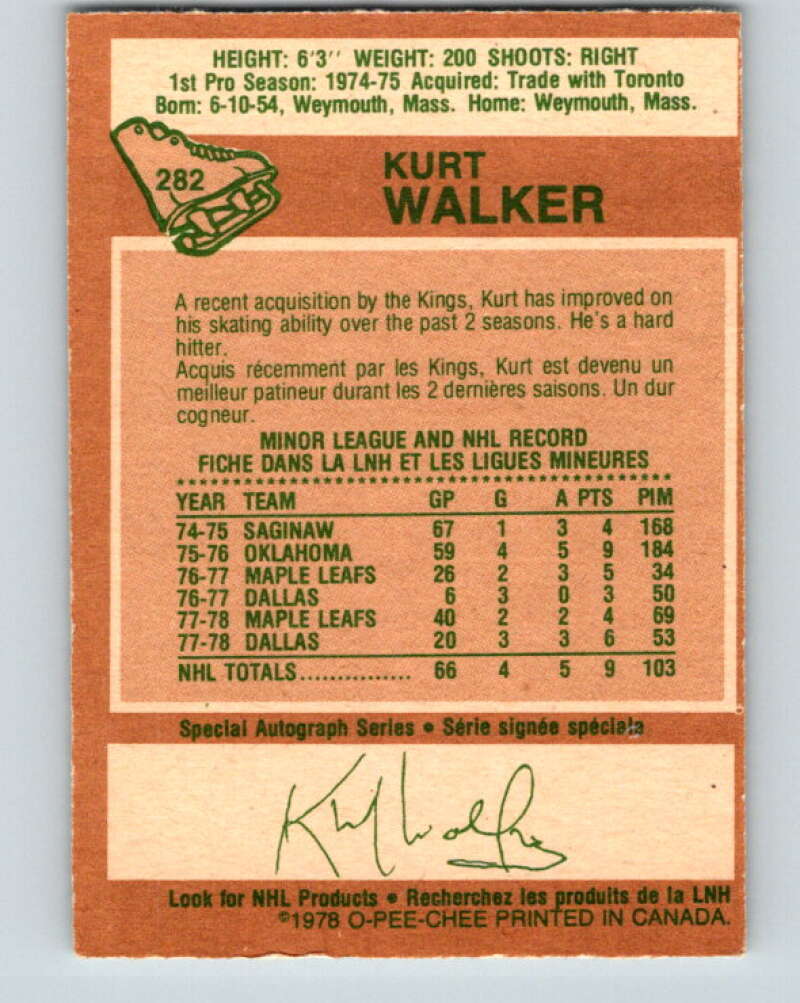 HEIGHT: 6'3'' WEIGHT: 200 SHOOTS: RIGHT
1st Pro Season: 1974-75 Acquired: Trade with Toronto
Born: 6-10-54, Weymouth, Mass. Home: Weymouth, Mass.
282
KURT
WALKER
A recent acquisition by the Kings, Kurt has improved on
his skating ability over the past 2 seasons. He's a hard
hitter.
Acquis récemment par les Kings, Kurt est devenu un
meilleur patineur durant les 2 dernières saisons. Un dur
cogneur.
MINOR LEAGUE AND NHL RECORD
FICHE DANS LA LNH ET LES LIGUES MINEURES
YEAR TEAM GP G A PTS PIM
74-75 SAGINAW 67 1 3 4 168
75-76 OKLAHOMA 59 4 5 9 184
76-77 MAPLE LEAFS 26 2 3 5 34
76-77 DALLAS 6 3 0 3 50
77-78 MAPLE LEAFS 40 2 2 4 69
77-78 DALLAS 20 3 3 6 53
NHL TOTALS............... 66 4 5 9 103
Special Autograph Series • Série signée spéciale
Kurt Walker
Look for NHL Products • Recherchez les produits de la LNH
©1978 O-PEE-CHEE PRINTED IN CANADA.